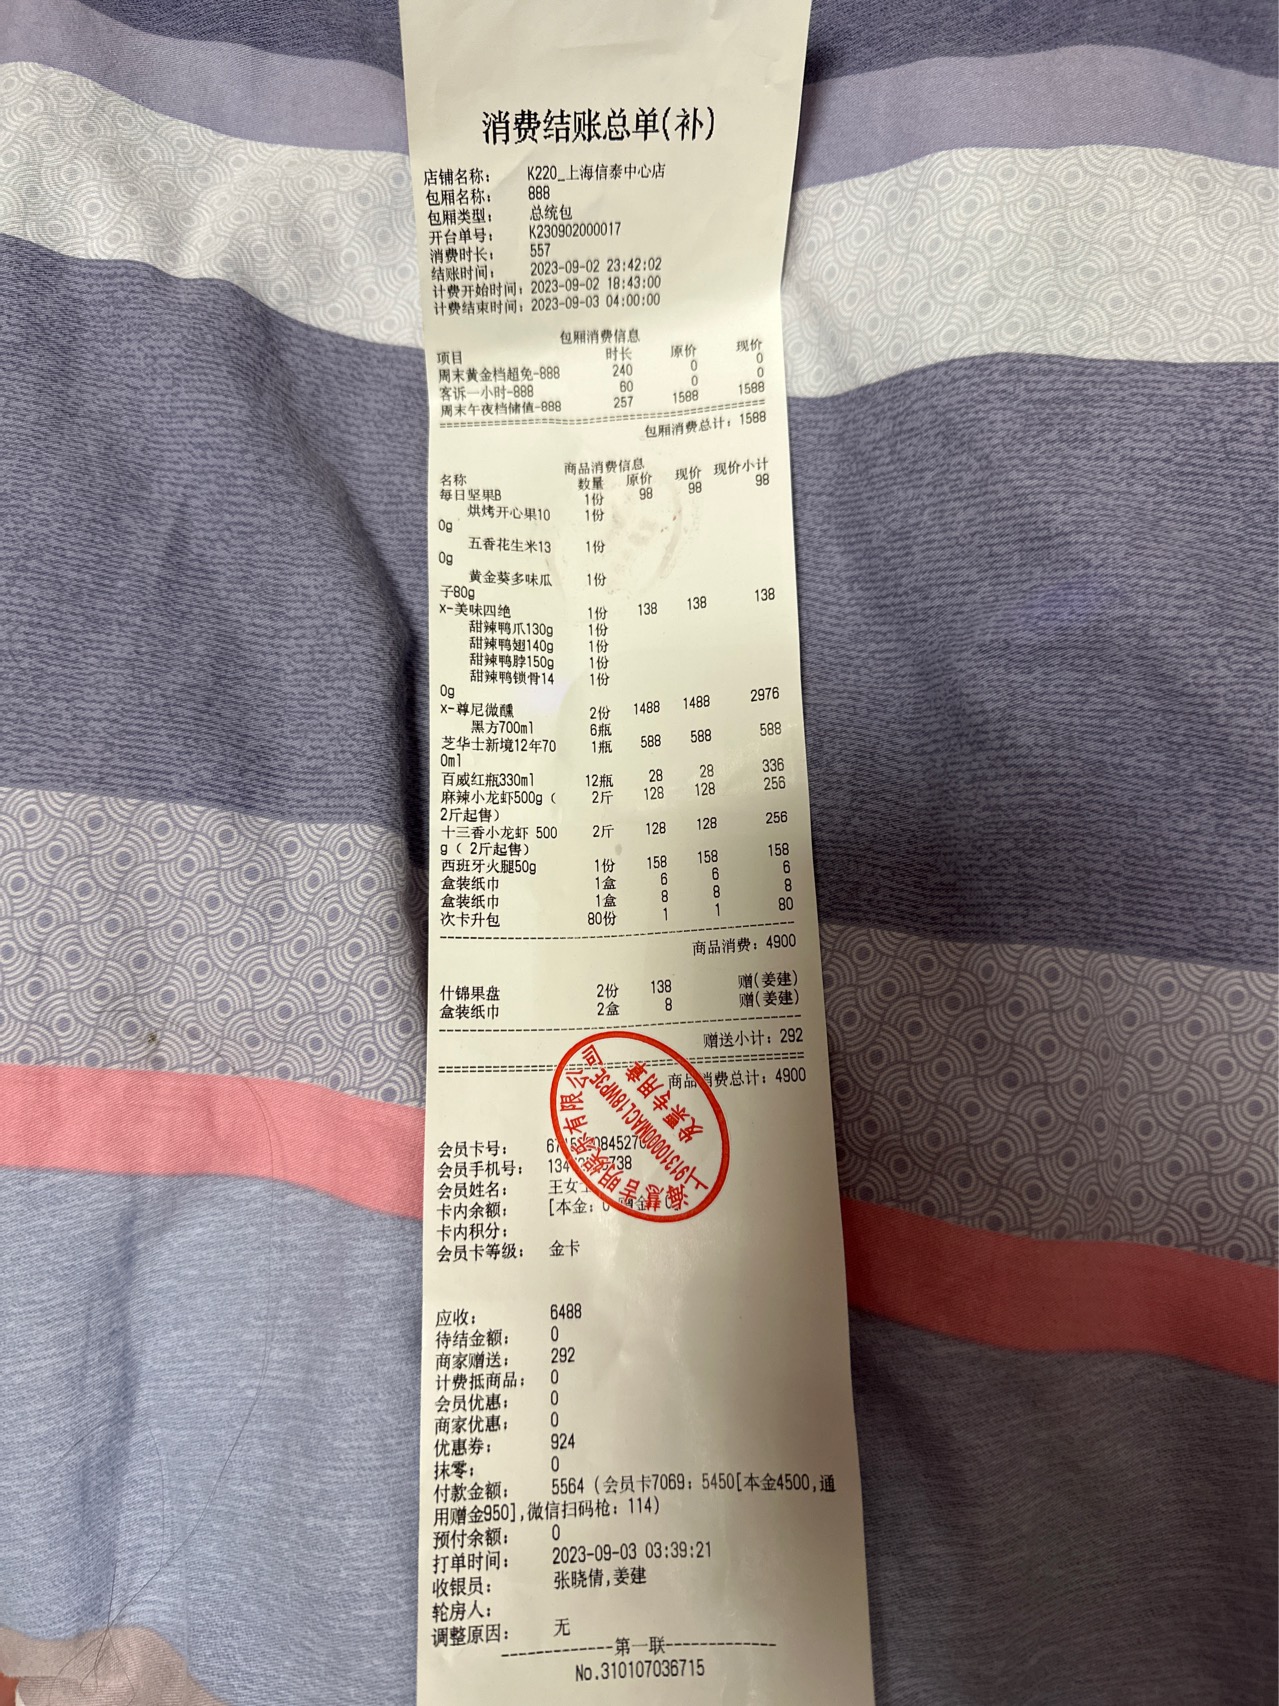 消费结账总单(补)
店铺名称： K220_上海信泰中心店
包厢名称： 888
包厢类型： 总统包
开台单号： K230902000017
消费时长： 557
结账时间： 2023-09-02 23:42:02
计费开始时间：2023-09-02 18:43:00
计费结束时间：2023-09-03 04:00:00
包厢消费信息
项目 时长 原价 现价
周末黄金档超免-888 240 0 0
客诉一小时-888 60 0 0
周末午夜档储值-888 257 1588 1588
包厢消费总计：1588
商品消费信息
名称 数量 原价 现价 现价小计
每日坚果B 1份 98 98 98
烘烤开心果10 1份
0g
五香花生米13 1份
0g
黄金葵多味瓜 1份
子80g
x-美味四绝 1份 138 138 138
甜辣鸭爪130g 1份
甜辣鸭翅140g 1份
甜辣鸭脖150g 1份
甜辣鸭锁骨14 1份
0g
x-尊尼微醺 2份 1488 1488 2976
黑方700ml 6瓶
芝华士新境12年70 1瓶 588 588 588
0ml
百威红瓶330ml 12瓶 28 28 336
麻辣小龙虾500g（ 2斤 128 128 256
2斤起售）
十三香小龙虾 500 2斤 128 128 256
g（ 2斤起售）
西班牙火腿50g 1份 158 158 158
盒装纸巾 1盒 6 6 6
盒装纸巾 1盒 8 8 8
次卡升包 80份 1 1 80
商品消费：4900
什锦果盘 2份 138 赠(姜建)
盒装纸巾 2盒 8 赠(姜建)
赠送小计：292
商品消费总计：4900
发票专用章
会员卡号：
会员手机号：
会员姓名： 王女
卡内余额： [本金：0 赠金：0]
卡内积分：
会员卡等级： 金卡
应收： 6488
待结金额： 0
商家赠送： 292
计费抵商品： 0
会员优惠： 0
商家优惠： 0
优惠券： 924
抹零： 0
付款金额： 5564（会员卡7069：5450[本金4500,通
用赠金950],微信扫码枪：114)
预付余额： 0
打单时间： 2023-09-03 03:39:21
收银员： 张晓倩,姜建
轮房人：
调整原因： 无
------------第一联------------
No.310107036715